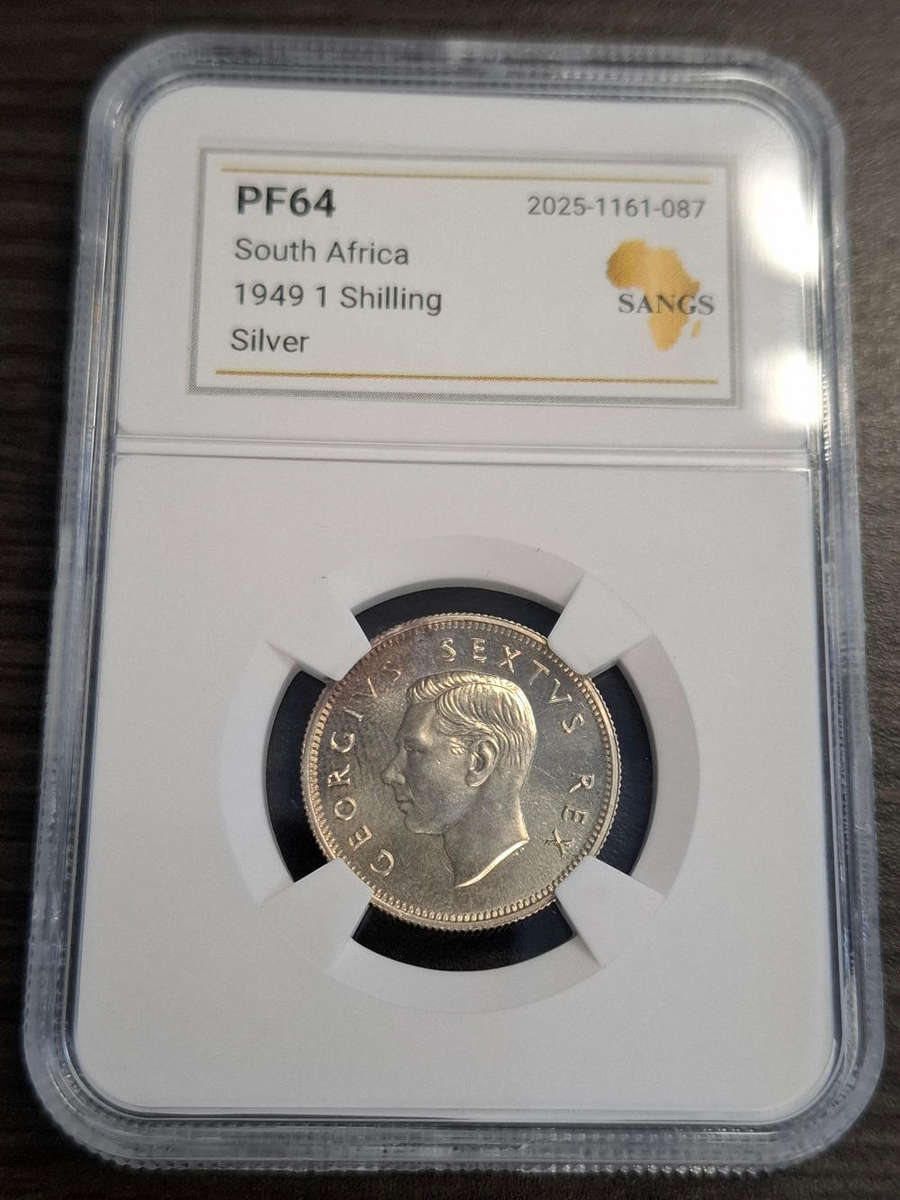 PF64
2025-1161-087
South Africa
1949 1 Shilling
SANGS
Silver
GEORGIVS SEXTVS REX